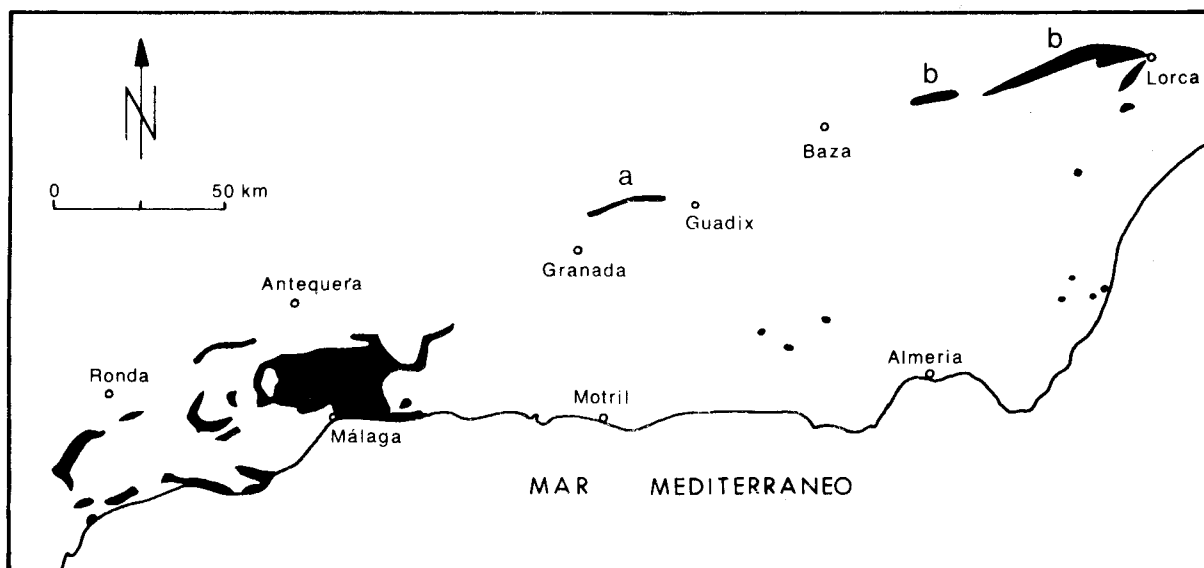 b
b
Lorca
N
Baza
0 50 km
a
Guadix
Granada
Antequera
Almeria
Ronda
Motril
Málaga
MAR MEDITERRANEO